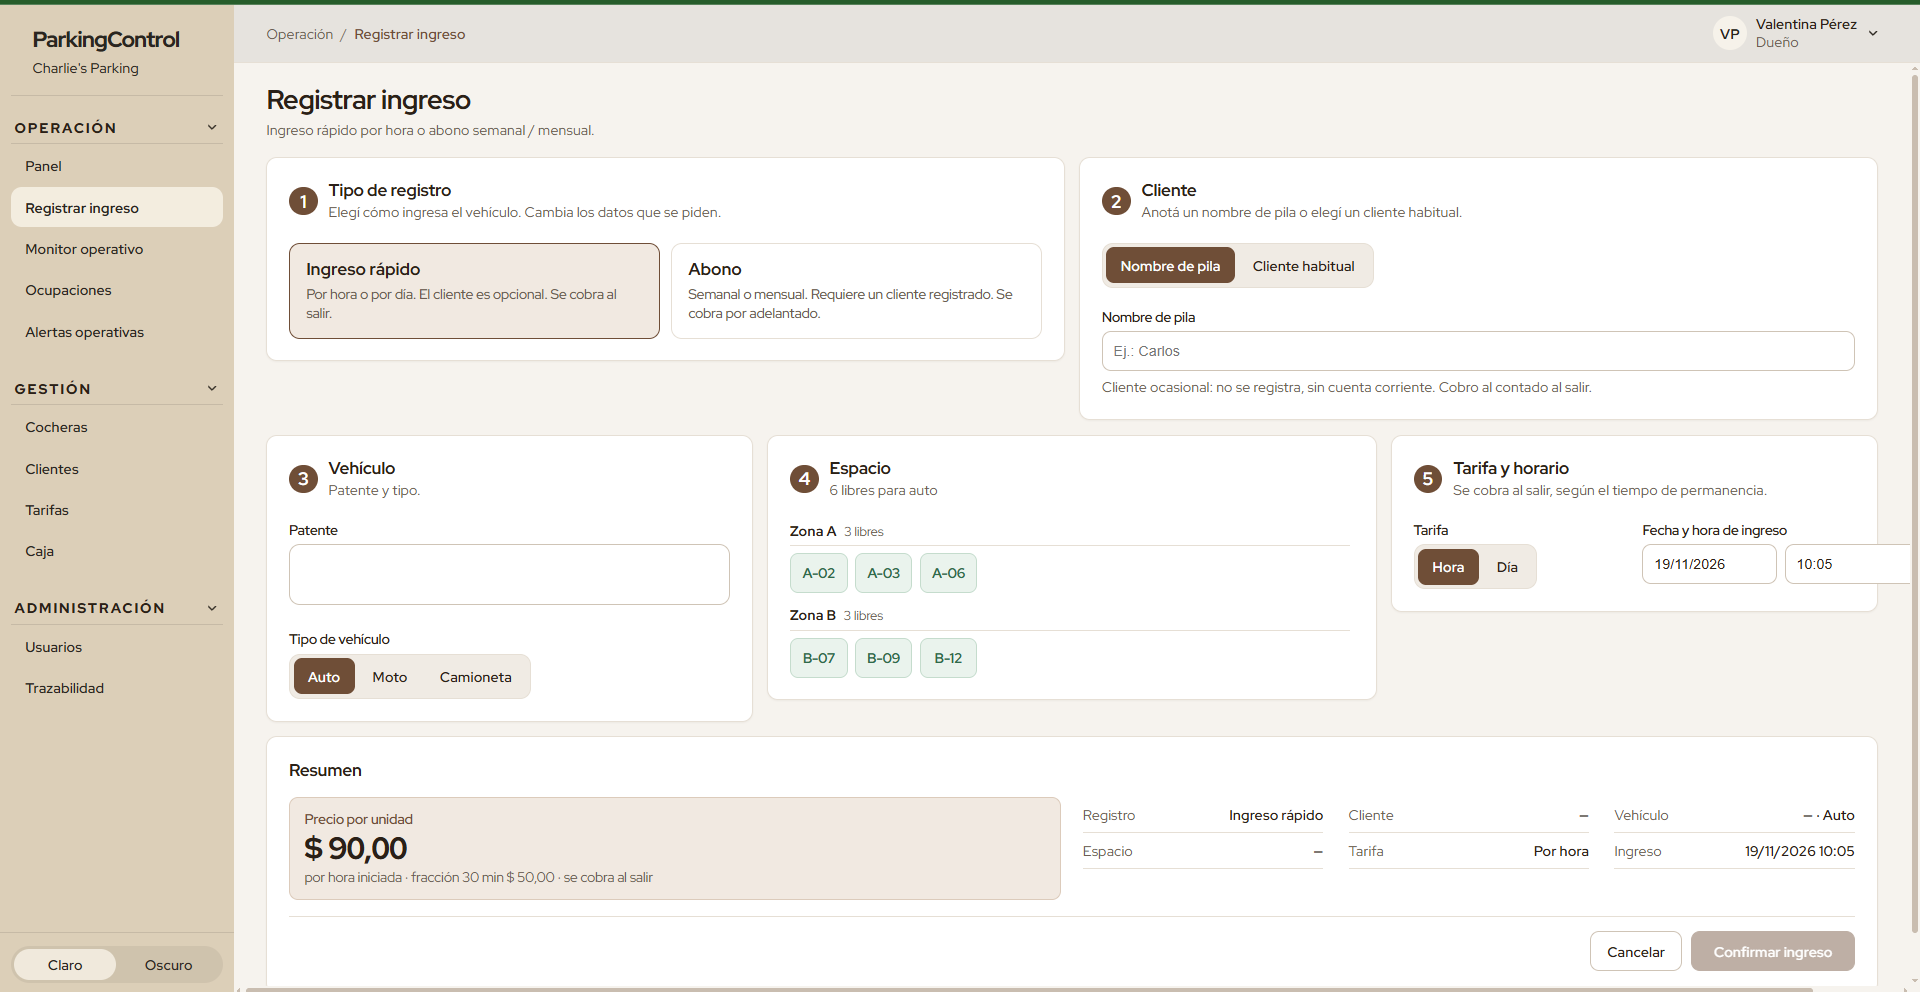 ParkingControl
Charlie's Parking
OPERACIÓN
Panel
Registrar ingreso
Monitor operativo
Ocupaciones
Alertas operativas
GESTIÓN
Cocheras
Clientes
Tarifas
Caja
ADMINISTRACIÓN
Usuarios
Trazabilidad
Claro
Oscuro
Operación / Registrar ingreso
VP
Valentina Pérez
Dueño
Registrar ingreso
Ingreso rápido por hora o abono semanal / mensual.
1
Tipo de registro
Elegí cómo ingresa el vehículo. Cambia los datos que se piden.
Ingreso rápido
Por hora o por día. El cliente es opcional. Se cobra al
salir.
Abono
Semanal o mensual. Requiere un cliente registrado. Se
cobra por adelantado.
2
Cliente
Anotá un nombre de pila o elegí un cliente habitual.
Nombre de pila
Cliente habitual
Nombre de pila
Ej.: Carlos
Cliente ocasional: no se registra, sin cuenta corriente. Cobro al contado al salir.
3
Vehículo
Patente y tipo.
Patente
Tipo de vehículo
Auto
Moto
Camioneta
4
Espacio
6 libres para auto
Zona A 3 libres
A-02
A-03
A-06
Zona B 3 libres
B-07
B-09
B-12
5
Tarifa y horario
Se cobra al salir, según el tiempo de permanencia.
Tarifa
Hora
Día
Fecha y hora de ingreso
19/11/2026
10:05
Resumen
Precio por unidad
$ 90,00
por hora iniciada · fracción 30 min $ 50,00 · se cobra al salir
Registro Ingreso rápido
Cliente –
Vehículo – · Auto
Espacio –
Tarifa Por hora
Ingreso 19/11/2026 10:05
Cancelar
Confirmar ingreso